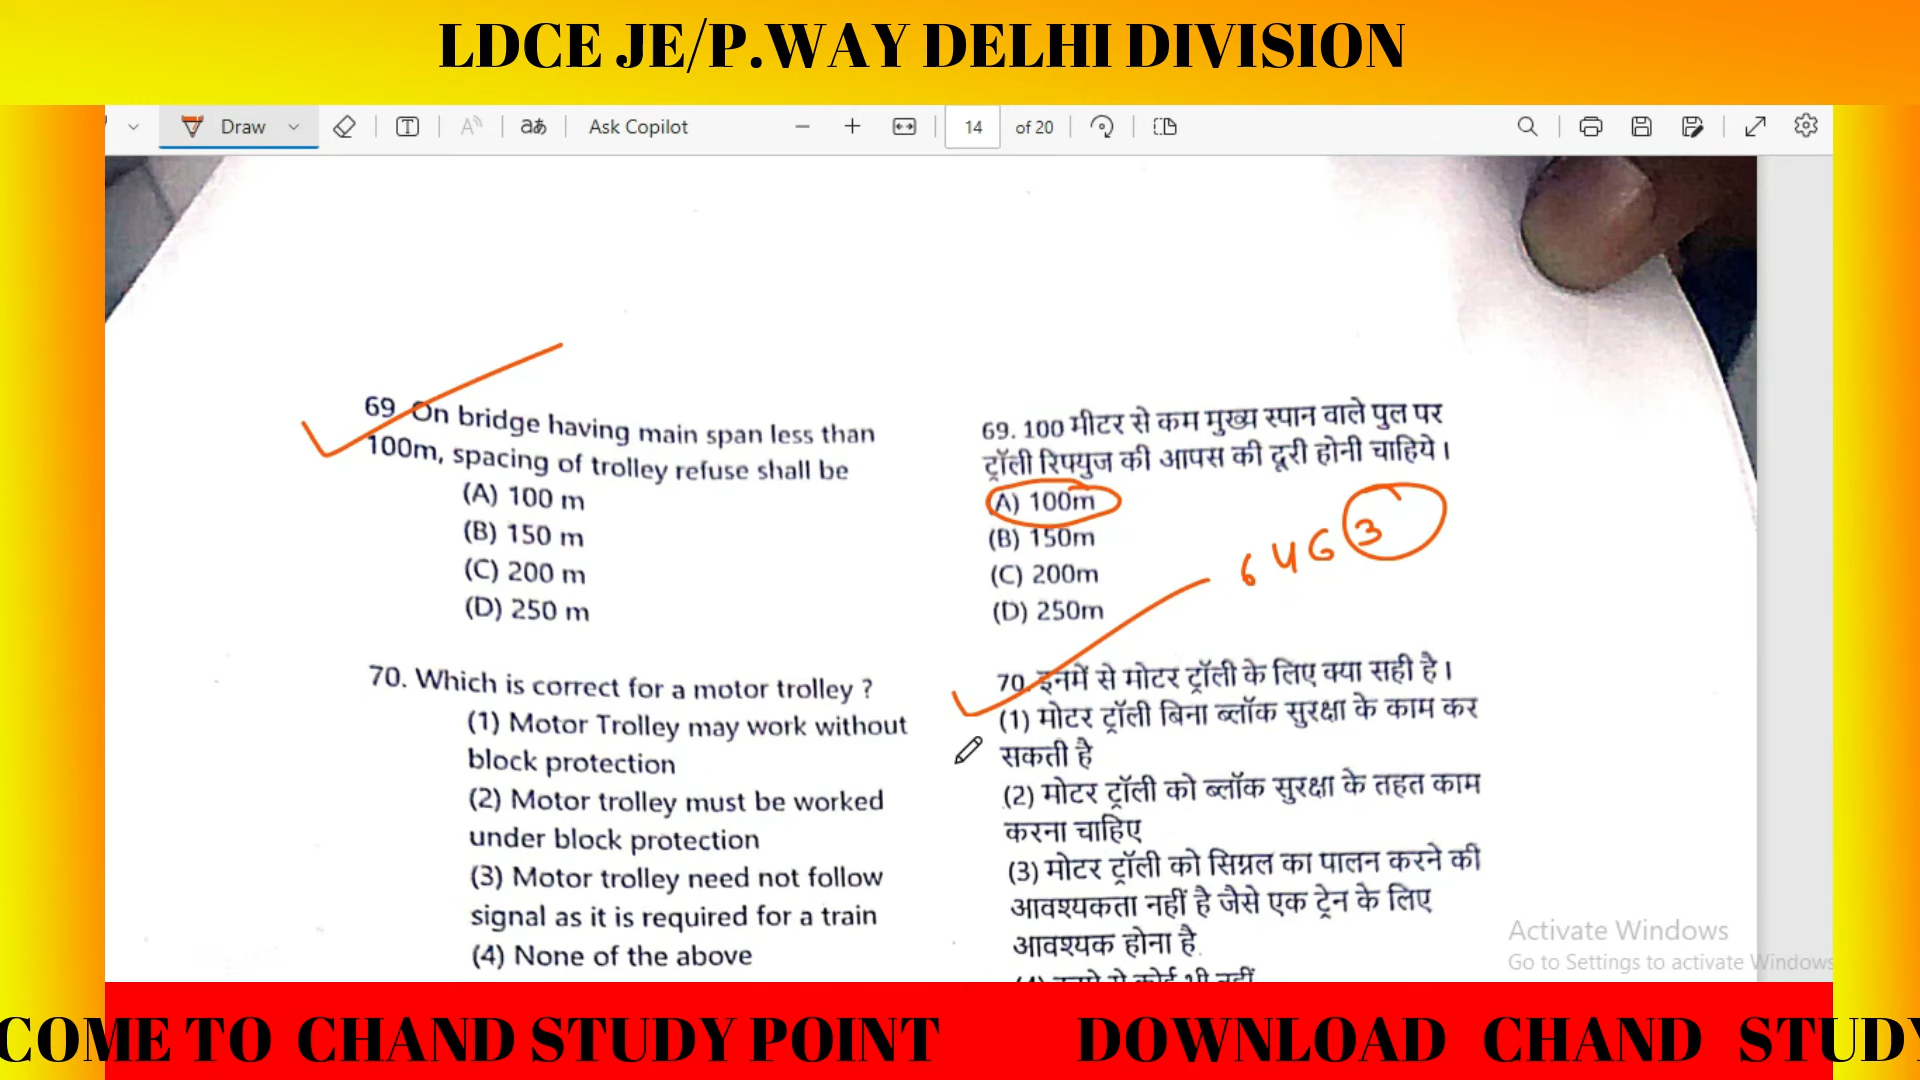 LDCE JE/P.WAY DELHI DIVISION
Draw
aあ
Ask Copilot
14 of 20
69. On bridge having main span less than
100m, spacing of trolley refuse shall be
(A) 100 m
(B) 150 m
(C) 200 m
(D) 250 m
70. Which is correct for a motor trolley ?
(1) Motor Trolley may work without
block protection
(2) Motor trolley must be worked
under block protection
(3) Motor trolley need not follow
signal as it is required for a train
(4) None of the above
69. 100 मीटर से कम मुख्य स्पान वाले पुल पर
ट्रॉली रिफ्युज की आपस की दूरी होनी चाहिये।
(A) 100m
(B) 150m
(C) 200m
(D) 250m
3
70. इनमें से मोटर ट्रॉली के लिए क्या सही है।
(1) मोटर ट्रॉली बिना ब्लॉक सुरक्षा के काम कर
सकती है
(2) मोटर ट्रॉली को ब्लॉक सुरक्षा के तहत काम
करना चाहिए
(3) मोटर ट्रॉली को सिग्नल का पालन करने की
आवश्यकता नहीं है जैसे एक ट्रेन के लिए
आवश्यक होना है.
Activate Windows
Go to Settings to activate Windows
COME TO CHAND STUDY POINT DOWNLOAD CHAND STUDY